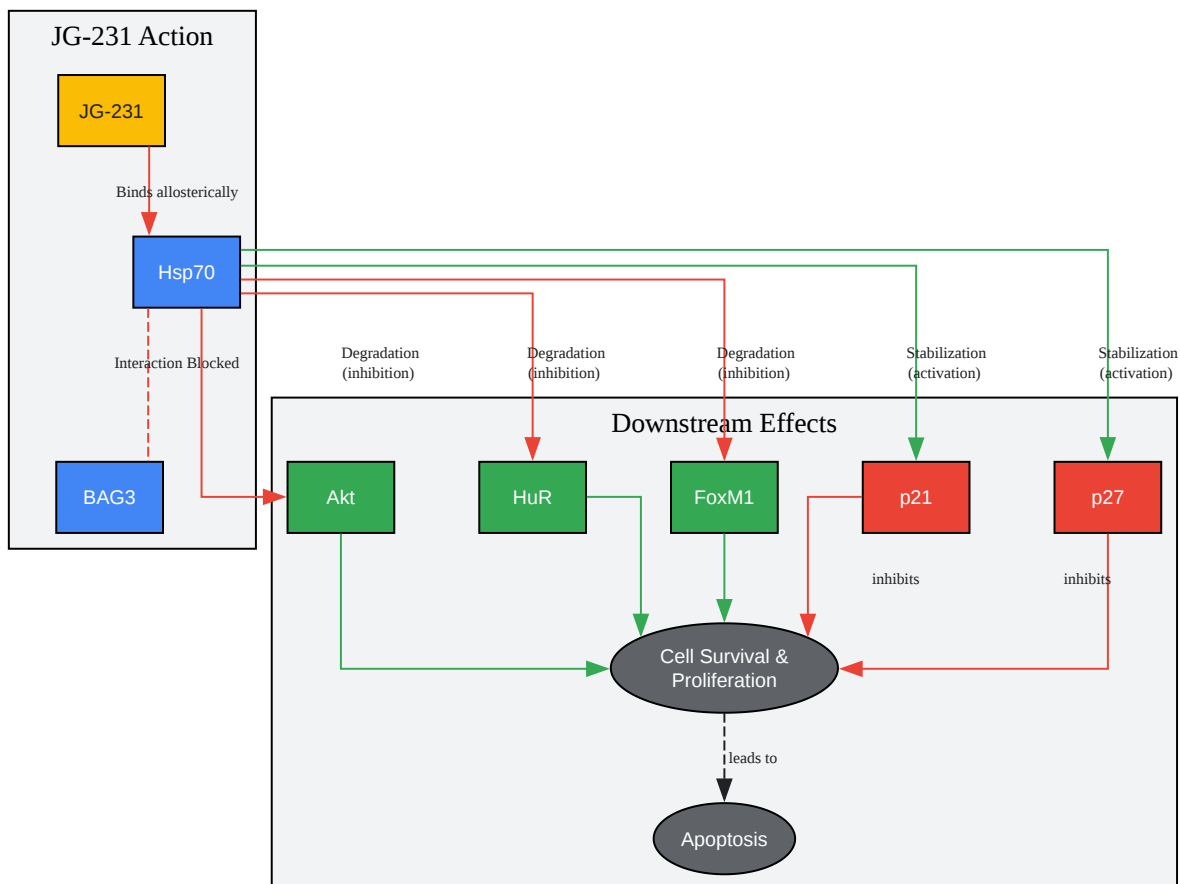 JG-231 Action
JG-231
Binds allosterically
Hsp70
Interaction Blocked
BAG3
Degradation
(inhibition)
Degradation
(inhibition)
Degradation
(inhibition)
Stabilization
(activation)
Stabilization
(activation)
Downstream Effects
Akt
HuR
FoxM1
p21
p27
inhibits
inhibits
Cell Survival &
Proliferation
leads to
Apoptosis